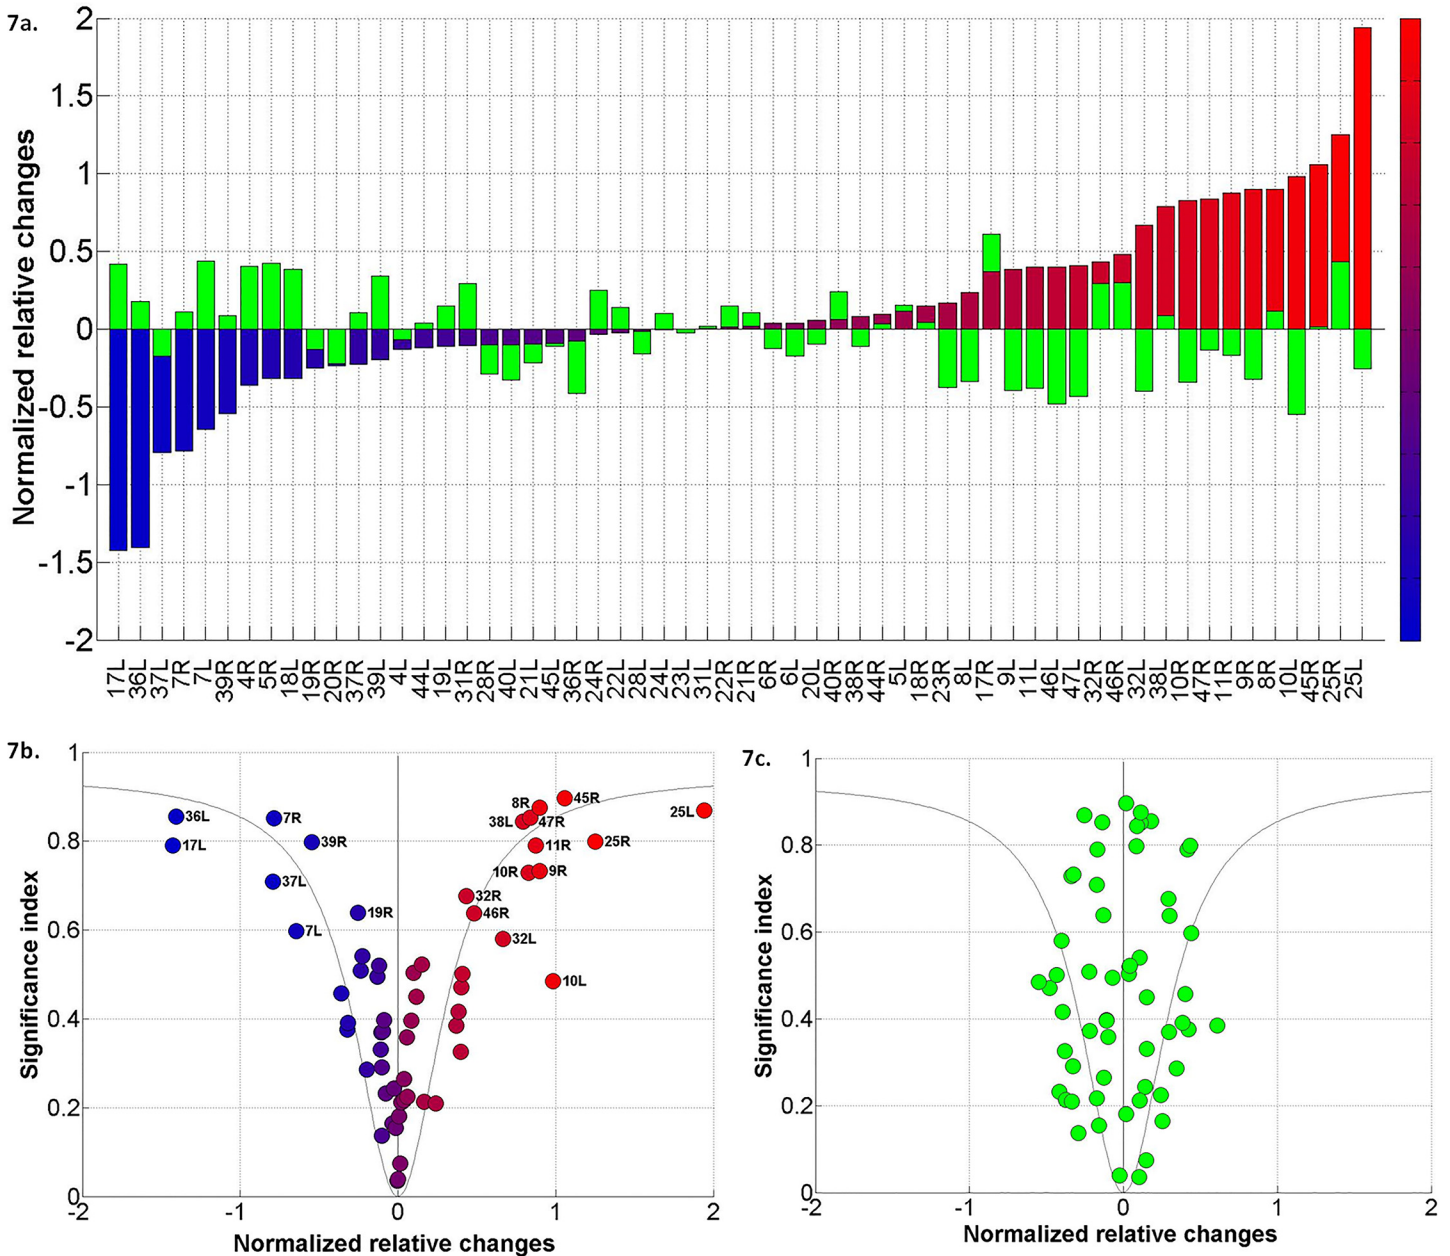 7a.
Normalized relative changes
2
1.5
1
0.5
0
-0.5
-1
-1.5
-2
17L 36L 37L 7R 7L 39R 4R 5R 18L 19R 20R 37R 39L 4L 44L 19L 31R 28R 40L 21L 45L 36R 24R 22L 28L 24L 23L 31L 22R 21R 6R 6L 20L 40R 38R 44R 5L 18R 23R 8L 17R 9L 11L 46L 47L 32R 46R 32L 38L 10R 47R 11R 9R 8R 10L 45R 25R 25L
7b.
Significance index
1
0.8
0.6
0.4
0.2
0
36L
17L
7R
39R
37L
19R
7L
8R
45R
25L
38L
47R
11R
25R
10R
9R
32R
46R
32L
10L
-2 -1 0 1 2
Normalized relative changes
7c.
Significance index
1
0.8
0.6
0.4
0.2
0
-2 -1 0 1 2
Normalized relative changes